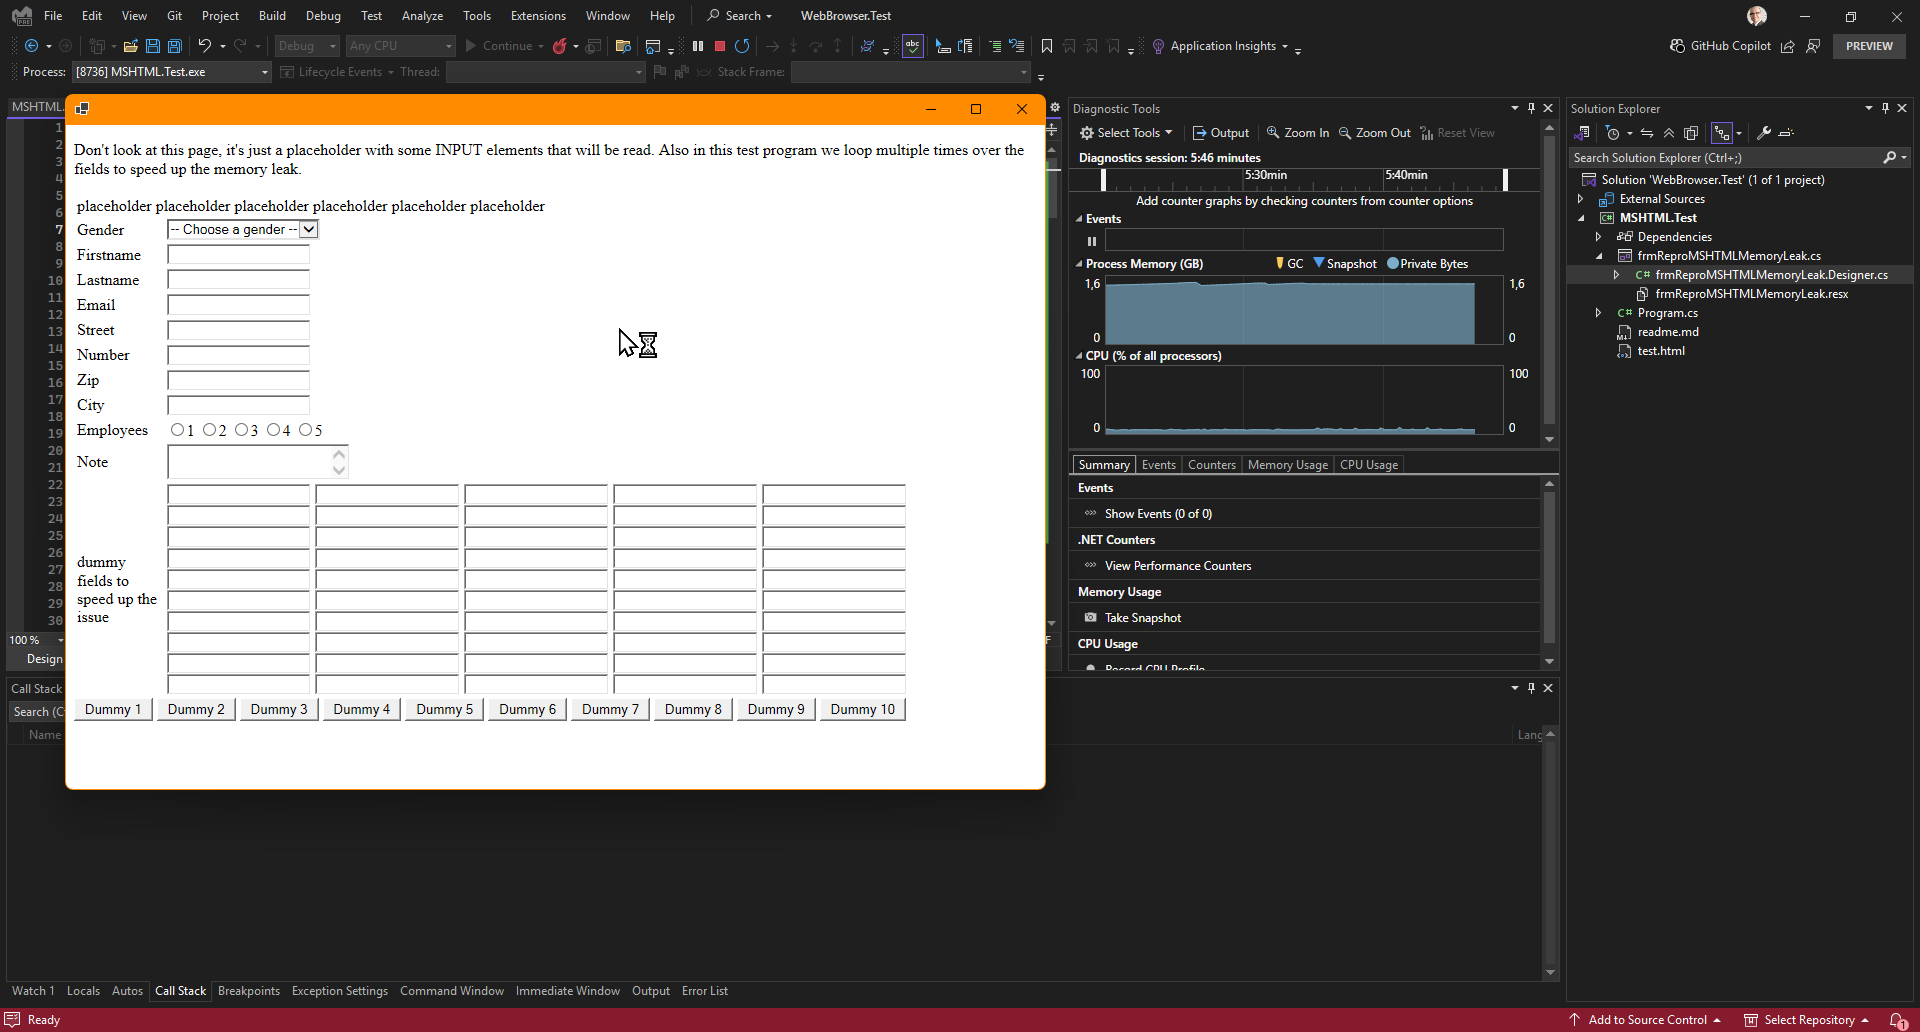 File Edit View Git Project Build Debug Test Analyze Tools Extensions Window Help Search WebBrowser.Test
Debug Any CPU Continue abc Application Insights GitHub Copilot PREVIEW
Process: [8736] MSHTML.Test.exe Lifecycle Events Thread: Stack Frame:
MSHTML.
1
2
3
4
5
6
7
8
9
10
11
12
13
14
15
16
17
18
19
20
21
22
23
24
25
26
27
28
29
30
100 %
Design
Don't look at this page, it's just a placeholder with some INPUT elements that will be read. Also in this test program we loop multiple times over the
fields to speed up the memory leak.
placeholder placeholder placeholder placeholder placeholder placeholder
Gender -- Choose a gender --
Firstname
Lastname
Email
Street
Number
Zip
City
Employees 1 2 3 4 5
Note
dummy
fields to
speed up the
issue
Dummy 1 Dummy 2 Dummy 3 Dummy 4 Dummy 5 Dummy 6 Dummy 7 Dummy 8 Dummy 9 Dummy 10
Diagnostic Tools
Select Tools Output Zoom In Zoom Out Reset View
Diagnostics session: 5:46 minutes
5:30min 5:40min
Add counter graphs by checking counters from counter options
Events
Process Memory (GB) GC Snapshot Private Bytes
1,6 1,6
0 0
CPU (% of all processors)
100 100
0 0
Summary Events Counters Memory Usage CPU Usage
Events
Show Events (0 of 0)
.NET Counters
View Performance Counters
Memory Usage
Take Snapshot
CPU Usage
Record CPU Profile
Solution Explorer
Search Solution Explorer (Ctrl+;)
Solution 'WebBrowser.Test' (1 of 1 project)
External Sources
C# MSHTML.Test
Dependencies
frmReproMSHTMLMemoryLeak.cs
C# frmReproMSHTMLMemoryLeak.Designer.cs
frmReproMSHTMLMemoryLeak.resx
C# Program.cs
readme.md
test.html
Call Stack
Search (C
Name Lang
Watch 1 Locals Autos Call Stack Breakpoints Exception Settings Command Window Immediate Window Output Error List
Ready Add to Source Control Select Repository 1